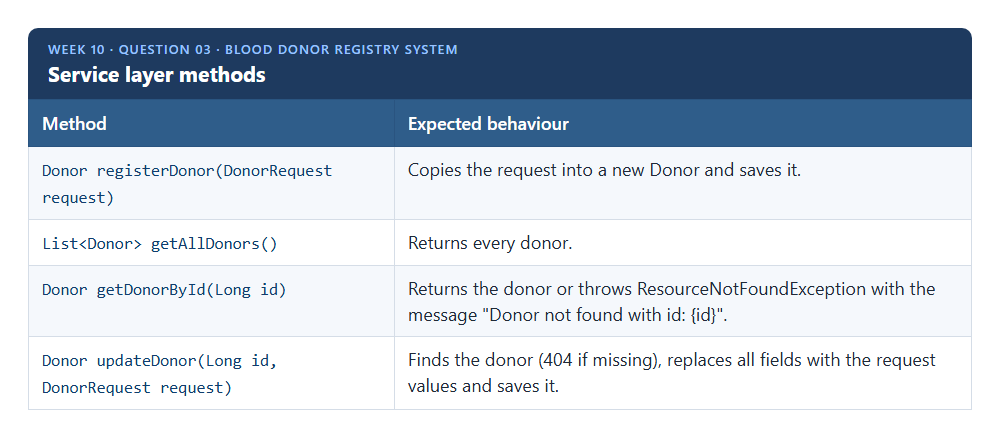 WEEK 10 · QUESTION 03 · BLOOD DONOR REGISTRY SYSTEM
Service layer methods
Method
Expected behaviour
Donor registerDonor(DonorRequest
request)
Copies the request into a new Donor and saves it.
List<Donor> getAllDonors()
Returns every donor.
Donor getDonorById(Long id)
Returns the donor or throws ResourceNotFoundException with the
message "Donor not found with id: {id}".
Donor updateDonor(Long id,
DonorRequest request)
Finds the donor (404 if missing), replaces all fields with the request
values and saves it.